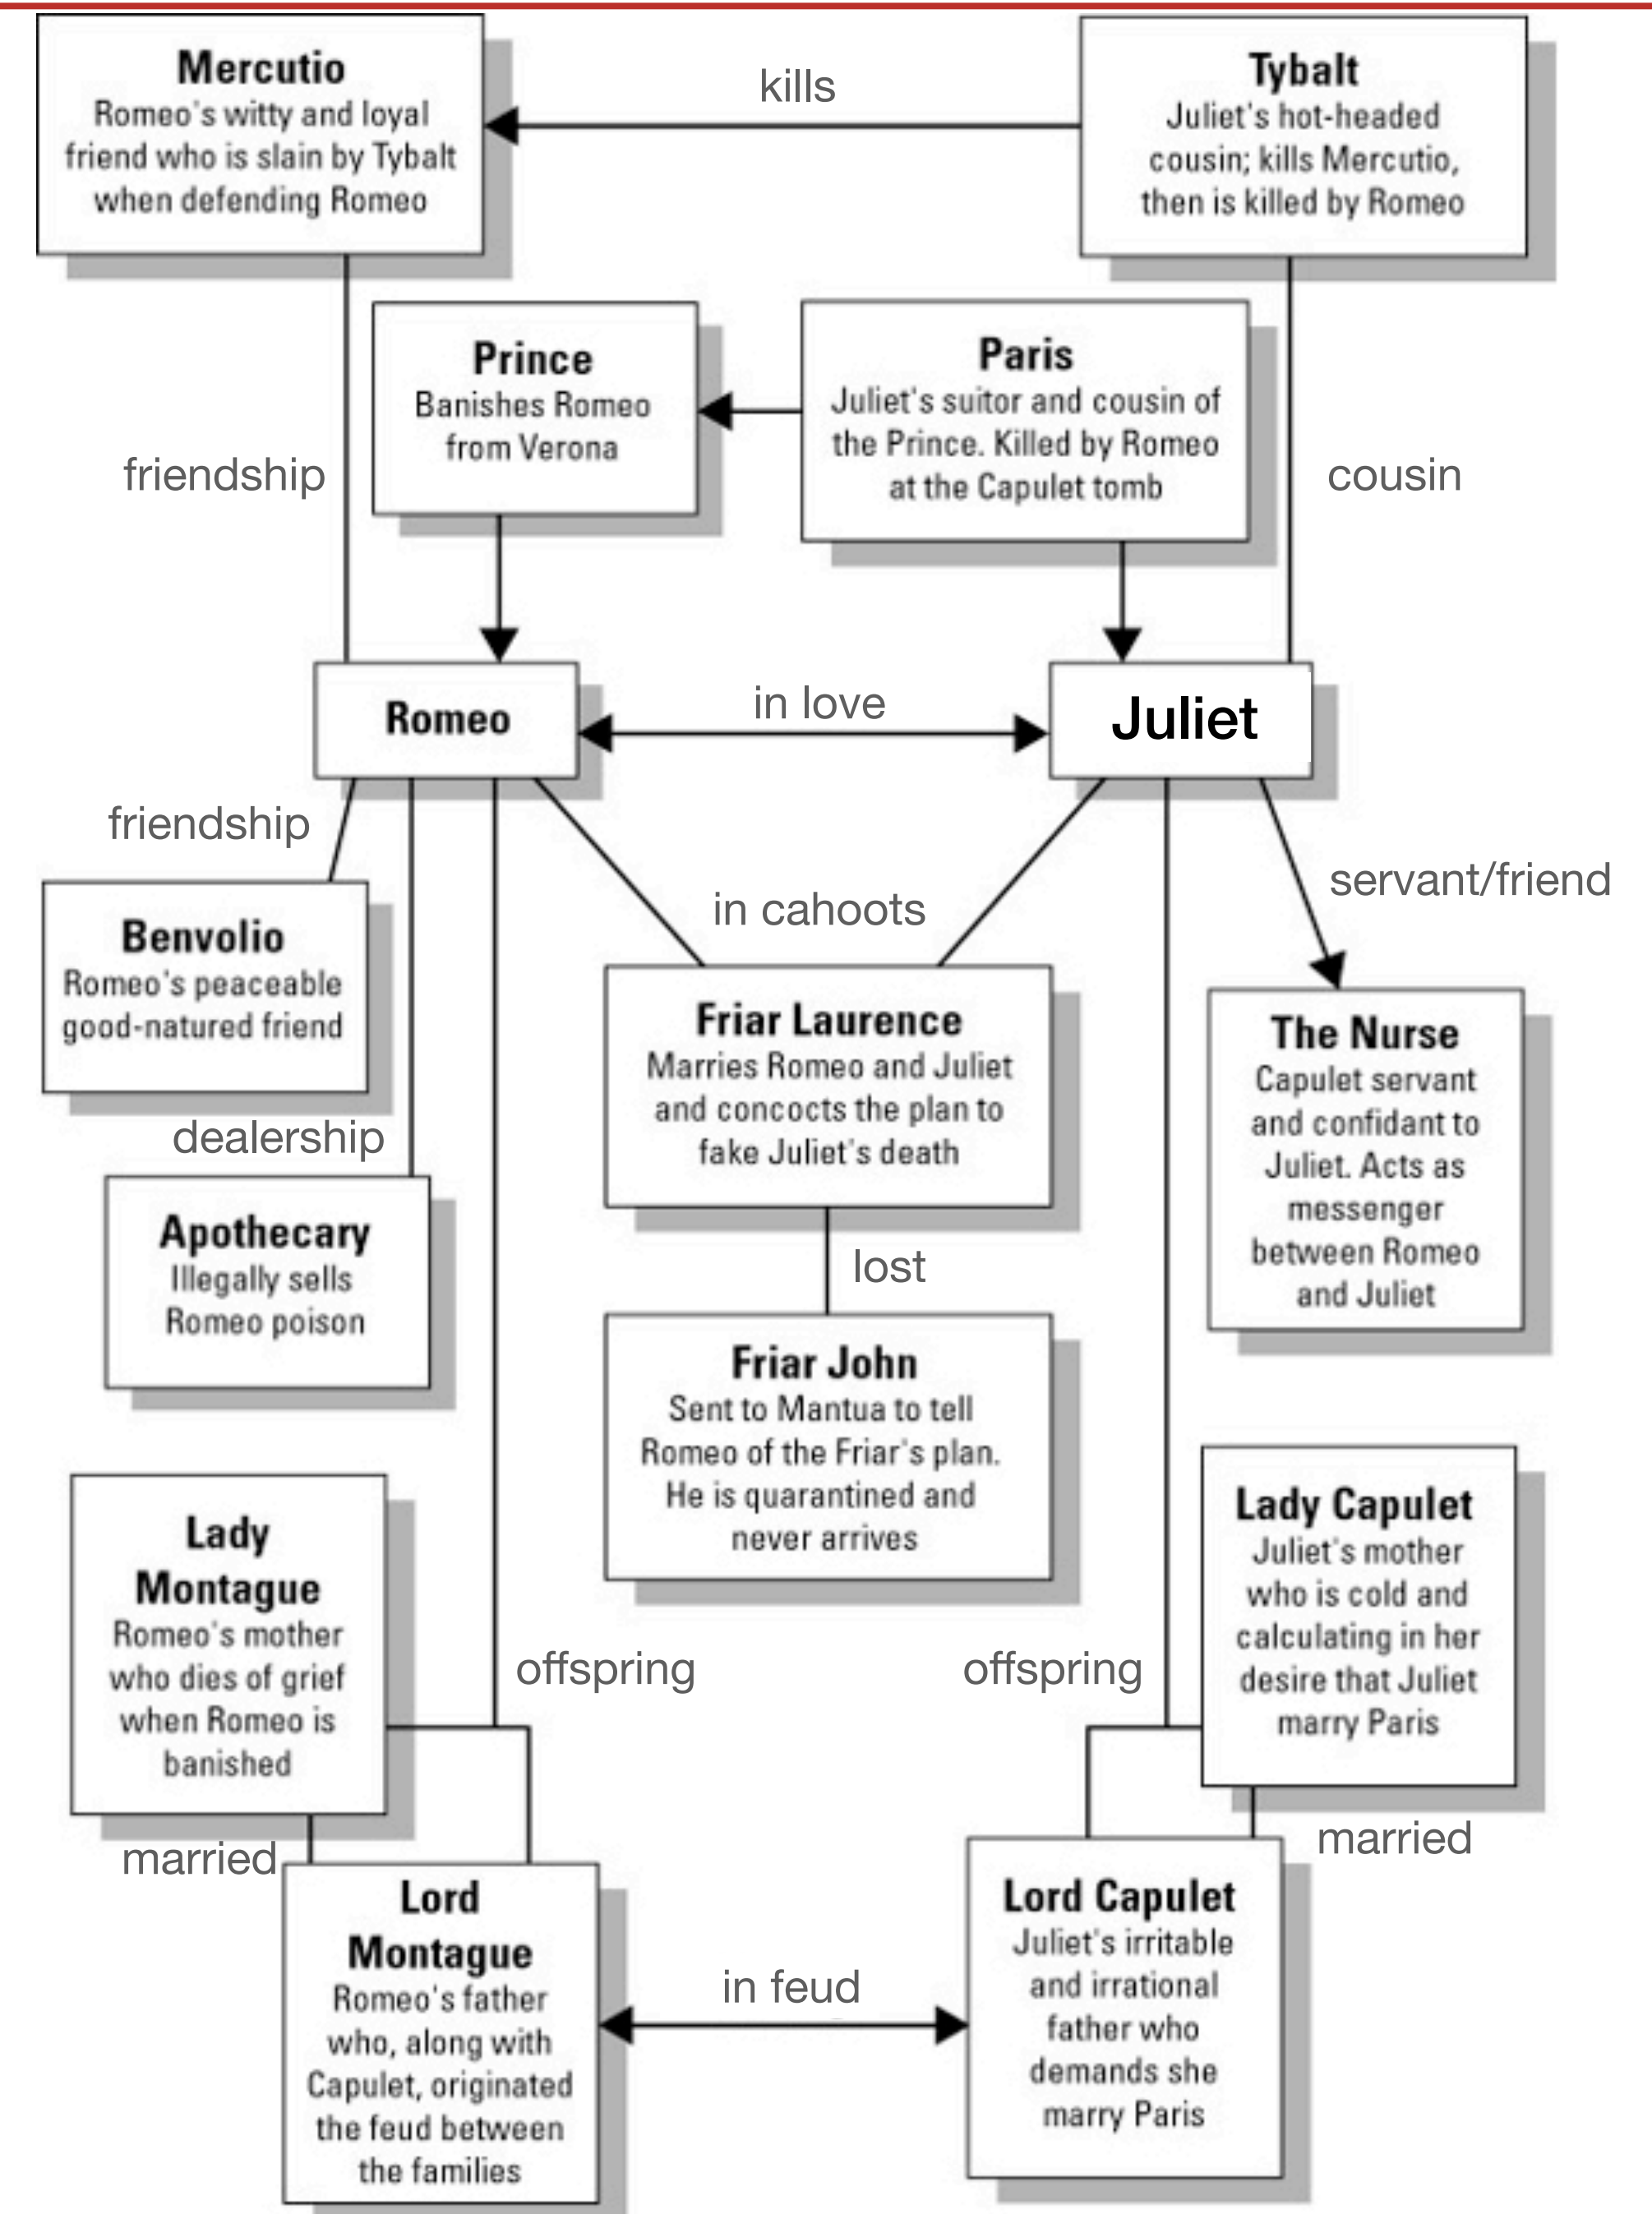 Mercutio
Romeo's witty and loyal
friend who is slain by Tybalt
when defending Romeo
kills
Tybalt
Juliet's hot-headed
cousin; kills Mercutio,
then is killed by Romeo
Prince
Banishes Romeo
from Verona
Paris
Juliet's suitor and cousin of
the Prince. Killed by Romeo
at the Capulet tomb
friendship
cousin
Romeo
in love
Juliet
friendship
in cahoots
servant/friend
Benvolio
Romeo's peaceable
good-natured friend
Friar Laurence
Marries Romeo and Juliet
and concocts the plan to
fake Juliet's death
The Nurse
Capulet servant
and confidant to
Juliet. Acts as
messenger
between Romeo
and Juliet
dealership
Apothecary
Illegally sells
Romeo poison
lost
Friar John
Sent to Mantua to tell
Romeo of the Friar's plan.
He is quarantined and
never arrives
Lady
Montague
Romeo's mother
who dies of grief
when Romeo is
banished
offspring
offspring
Lady Capulet
Juliet's mother
who is cold and
calculating in her
desire that Juliet
marry Paris
married
married
Lord
Montague
Romeo's father
who, along with
Capulet, originated
the feud between
the families
in feud
Lord Capulet
Juliet's irritable
and irrational
father who
demands she
marry Paris